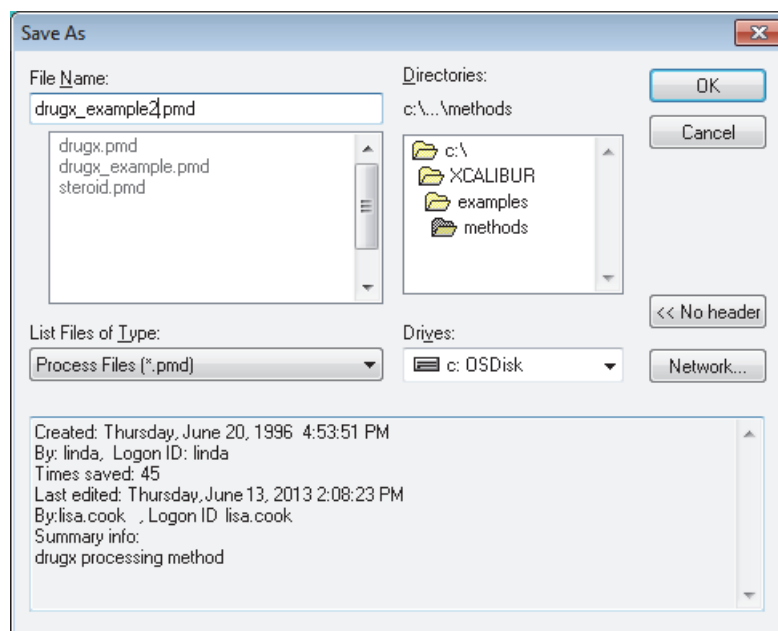 Save As
File Name:
drugx_example2.pmd
drugx.pmd
drugx_example.pmd
steroid.pmd
List Files of Type:
Process Files (*.pmd)
Directories:
c:\...\methods
c:\
XCALIBUR
examples
methods
Drives:
c: OSDisk
OK
Cancel
<< No header
Network...
Created: Thursday, June 20, 1996  4:53:51 PM
By: linda,  Logon ID: linda
Times saved: 45
Last edited: Thursday,June 13, 2013 2:08:23 PM
By:lisa.cook   , Logon ID  lisa.cook
Summary info:
drugx processing method